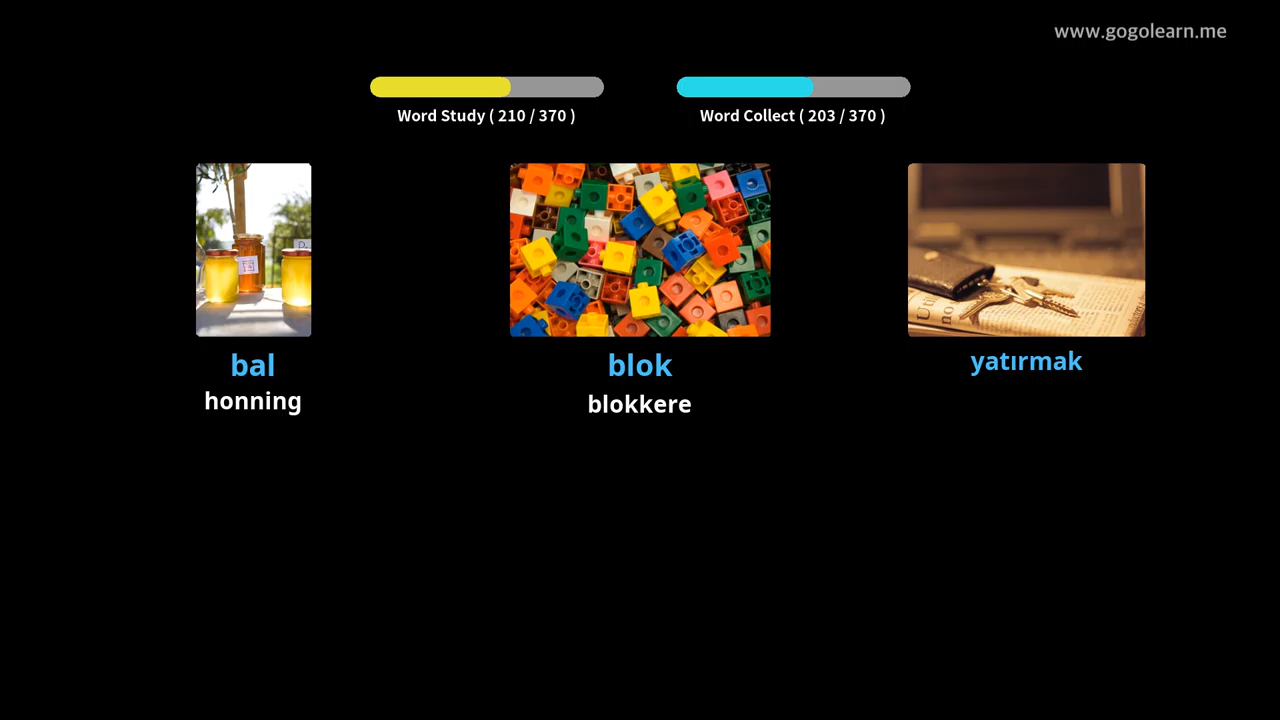 www.gogolearn.me
Word Study ( 210 / 370 )
Word Collect ( 203 / 370 )
bal
honning
blok
blokkere
yatırmak